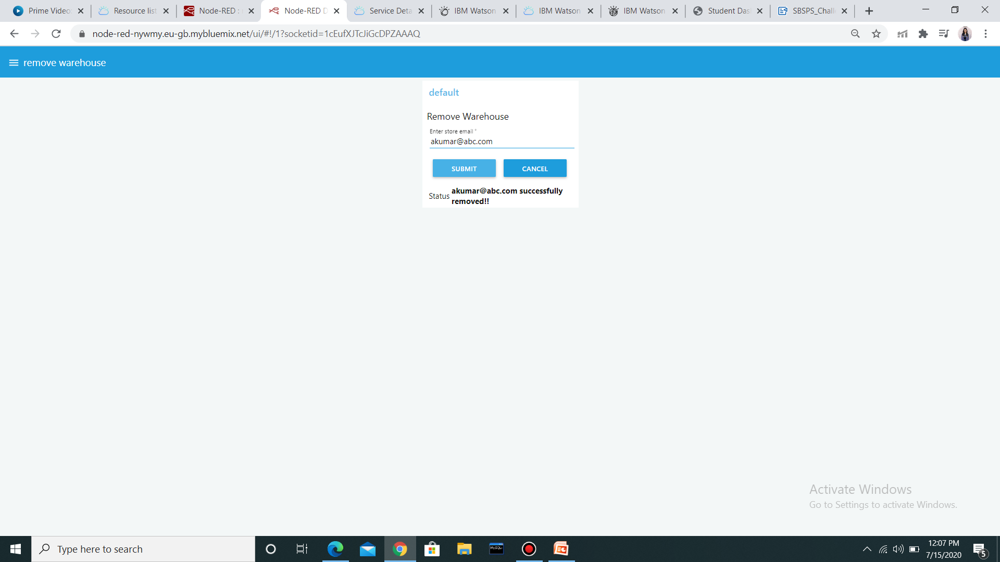 Prime Video:
Resource list
Node-RED :
Node-RED D
Service Deta
IBM Watson
IBM Watson
IBM Watson
Student Das
SBSPS_Chall
node-red-nywmy.eu-gb.mybluemix.net/ui/#!/1?socketid=1cEufXJTcJiGcDPZAAAQ
remove warehouse
default
Remove Warehouse
Enter store email *
akumar@abc.com
SUBMIT CANCEL
Status akumar@abc.com successfully
removed!!
Activate Windows
Go to Settings to activate Windows.
Type here to search
12:07 PM
7/15/2020
5